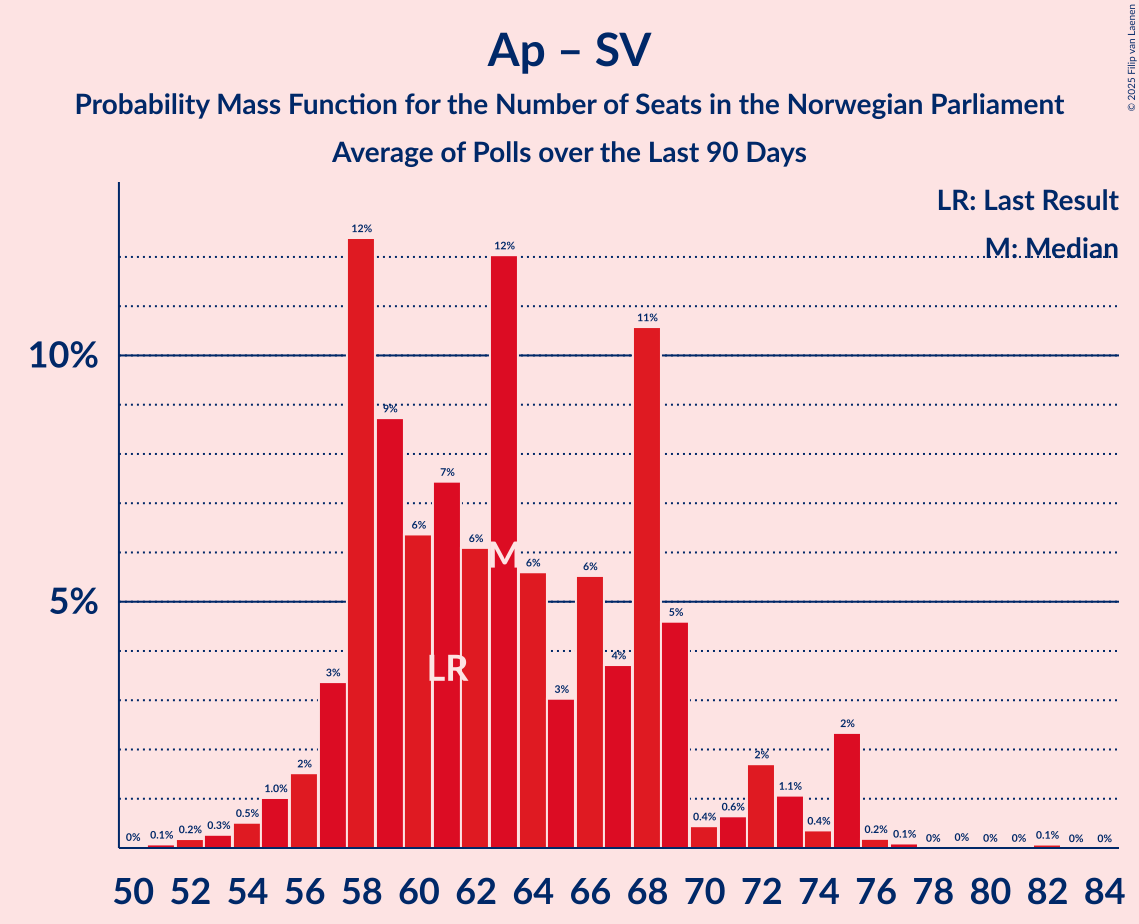 Ap – SV
Probability Mass Function for the Number of Seats in the Norwegian Parliament
Average of Polls over the Last 90 Days
© 2025 Filip van Laenen
LR: Last Result
M: Median
10%
5%
0% 0.1% 0.2% 0.3% 0.5% 1.0% 2% 3% 12% 9% 6% 7% 6% 12% 6% 3% 6% 4% 11% 5% 0.4% 0.6% 2% 1.1% 0.4% 2% 0.2% 0.1% 0% 0% 0% 0% 0.1% 0% 0%
M
LR
50 52 54 56 58 60 62 64 66 68 70 72 74 76 78 80 82 84